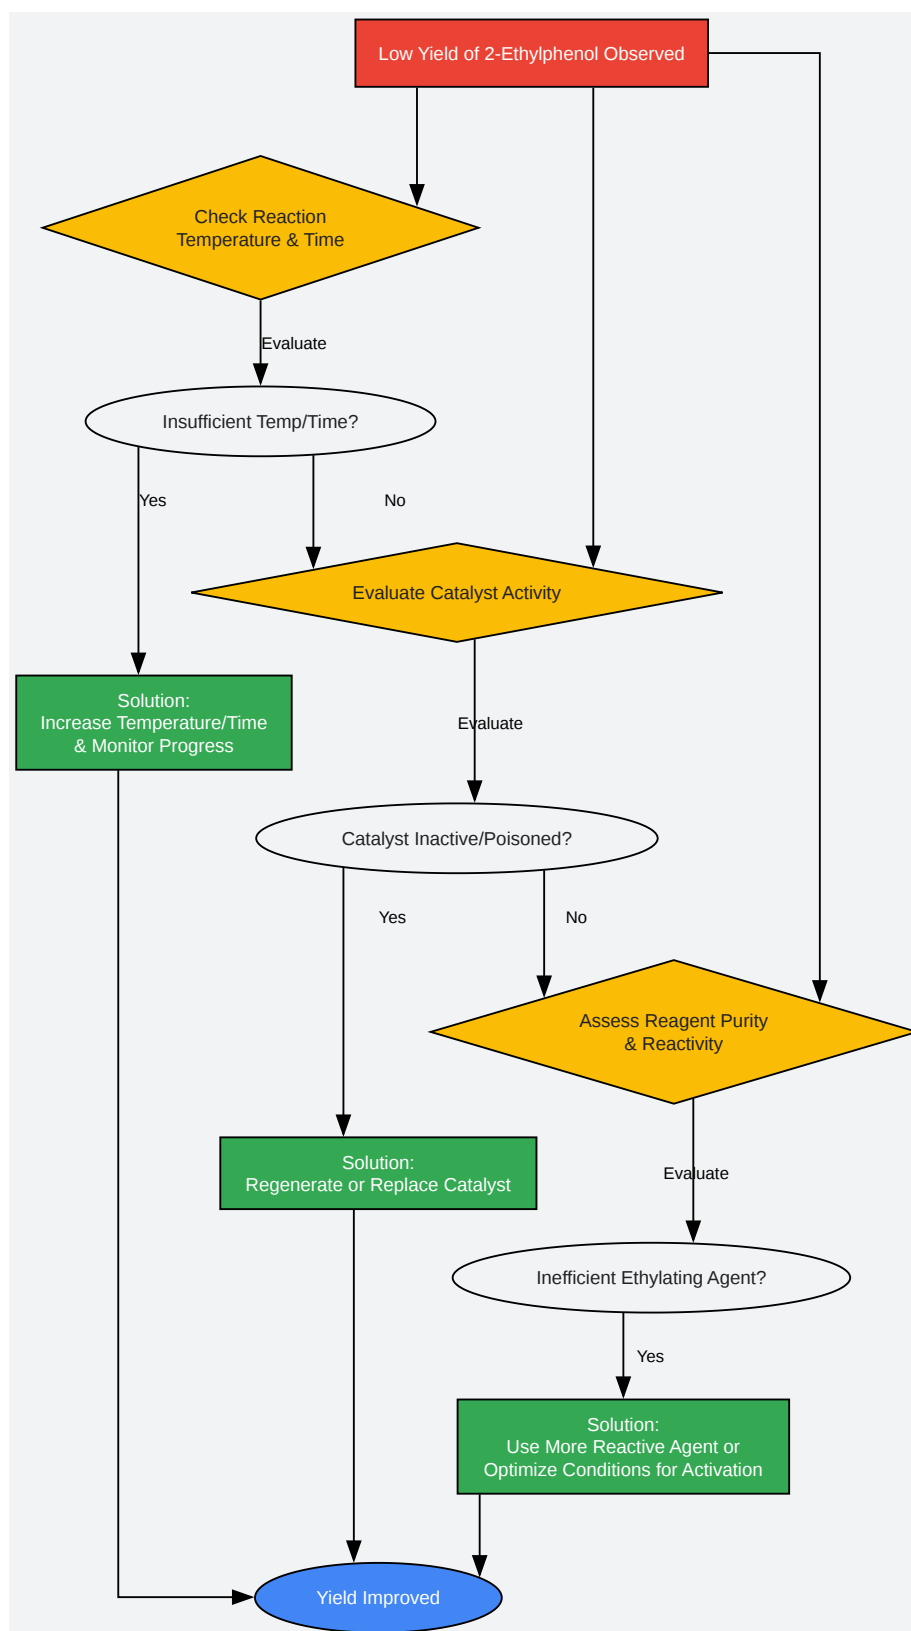 Low Yield of 2-Ethylphenol Observed
Check Reaction
Temperature & Time
Evaluate
Insufficient Temp/Time?
Yes
No
Evaluate Catalyst Activity
Solution:
Increase Temperature/Time
& Monitor Progress
Evaluate
Catalyst Inactive/Poisoned?
Yes
No
Assess Reagent Purity
& Reactivity
Solution:
Regenerate or Replace Catalyst
Evaluate
Inefficient Ethylating Agent?
Yes
Solution:
Use More Reactive Agent or
Optimize Conditions for Activation
Yield Improved